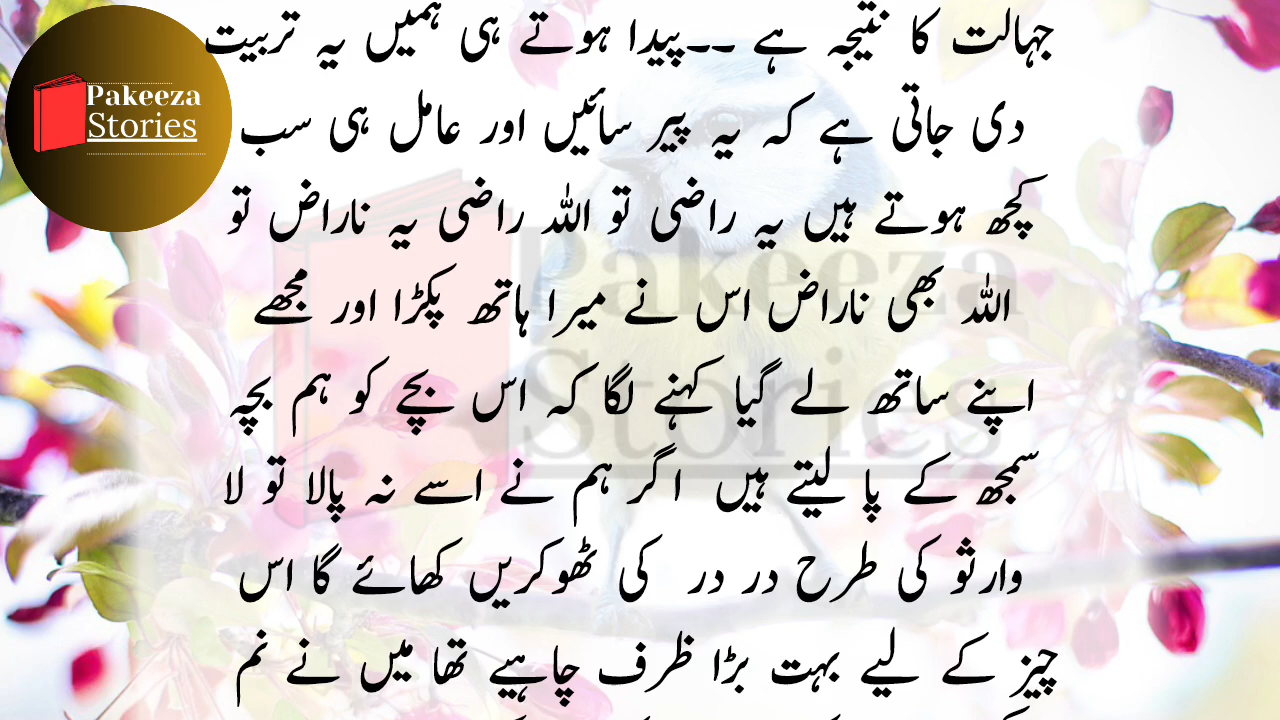 Pakeeza
Stories
جہالت کا نتیجہ ہے ۔۔پیدا ہوتے ہی ہمیں یہ تربیت
دی جاتی ہے کہ یہ پیر سائیں اور عامل ہی سب
کچھ ہوتے ہیں یہ راضی تو اللہ راضی یہ ناراض تو
اللہ بھی ناراض اس نے میرا ہاتھ پکڑا اور مجھے
اپنے ساتھ لے گیا کہنے لگا کہ اس بچے کو ہم بچہ
سمجھ کے پا لیتے ہیں اگر ہم نے اسے نہ پالا تو لا
وارثو کی طرح در در کی ٹھوکریں کھائے گا اس
چیز کے لیے بہت بڑا ظرف چاہیے تھا میں نے نم
Pakeeza
Stories